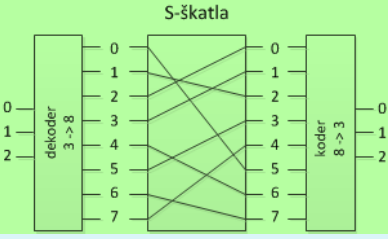 S-škatla
0 0
1 1
2 2
3 3
4 4
5 5
6 6
7 7
0
1
2
dekoder
3 -> 8
koder
8 -> 3
0
1
2